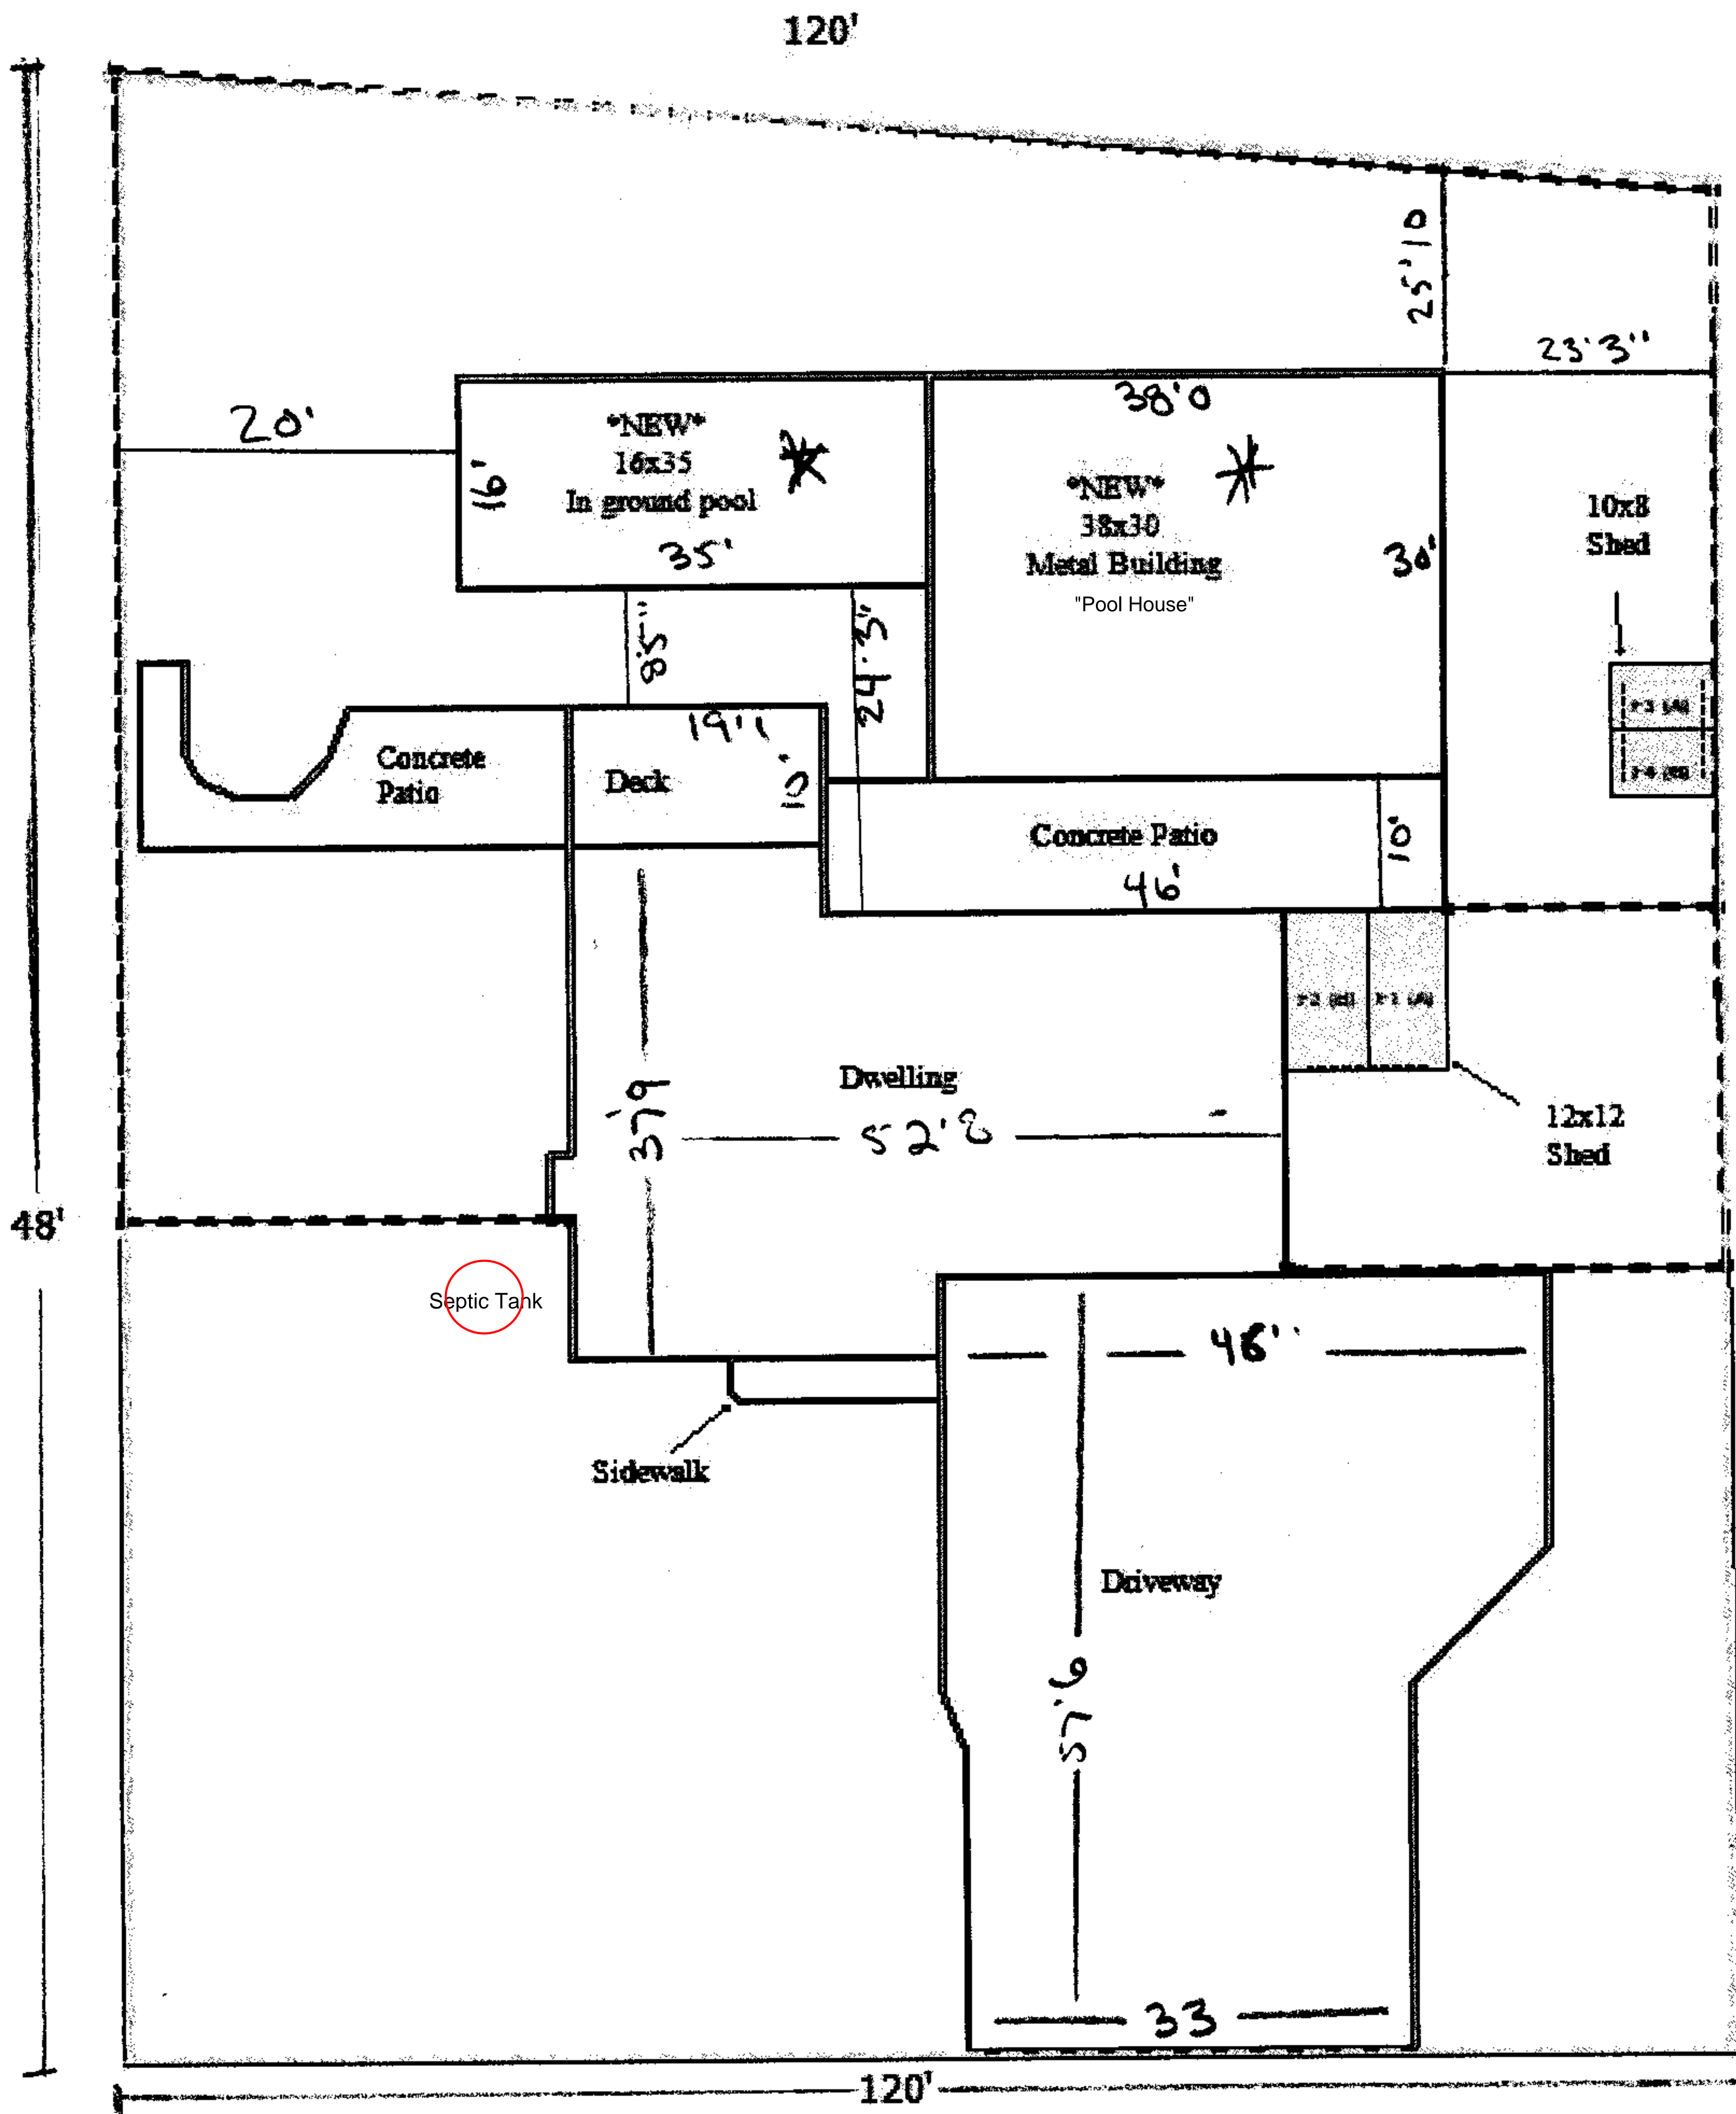 120'
25'10
23'3"
20'
*NEW*
16x35
In ground pool
16'
35'
38'0
*NEW*
38x30
Metal Building
"Pool House"
30'
10x8
Shed
8'5"
24'3"
19'1
Concrete
Patio
Deck
10'
Concrete Patio
10'
46'
Dwelling
37'9
52'8
12x12
Shed
48'
Septic Tank
Sidewalk
Driveway
57'6
33
120'